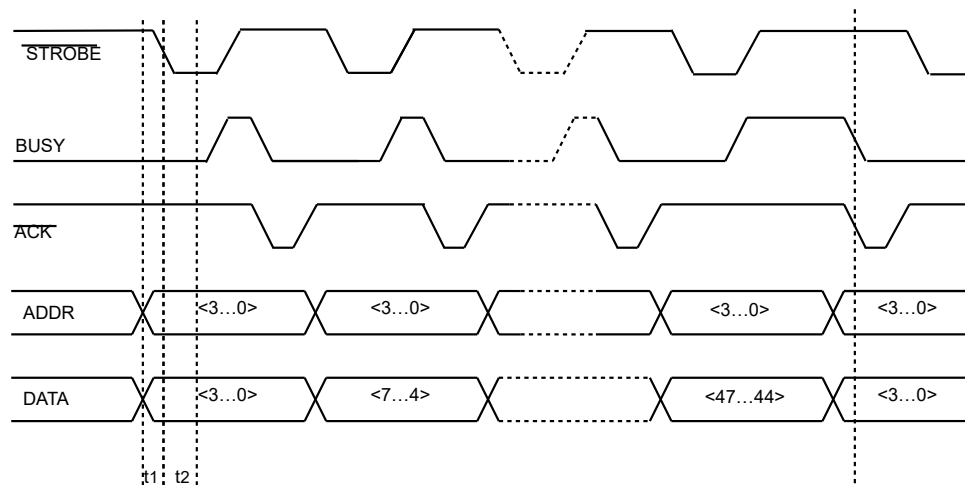 STROBE
BUSY
ACK
ADDR <3...0> <3...0> <3...0> <3...0>
DATA <3...0> <7...4> <47...44> <3...0>
t1 t2